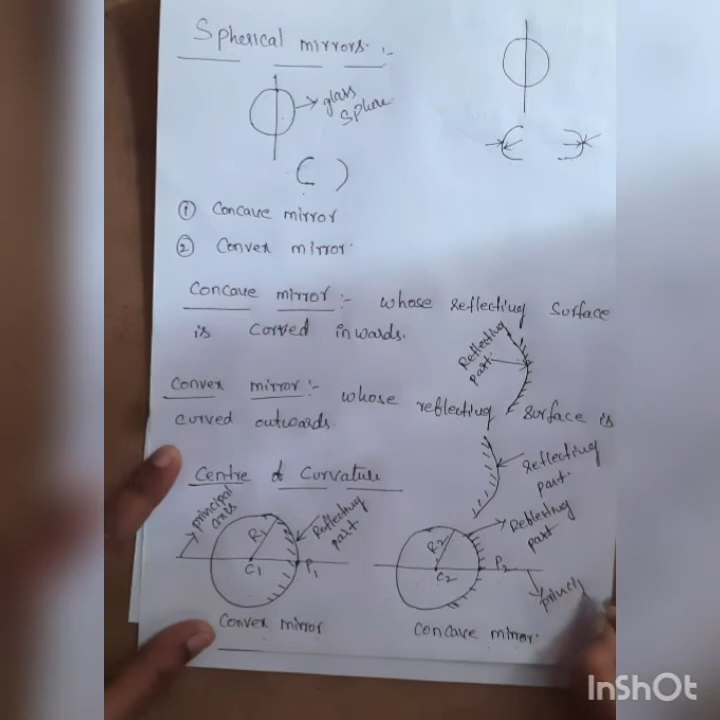 Spherical mirrors :-
glass
sphere
① Concave mirror
② Convex mirror.
Concave mirror :- whose reflecting surface
is corved inwards.
Reflecting
part.
Convex mirror :- whose reflecting surface is
curved outwards.
reflecting
part.
Centre of Curvature
principal
axis
R1
Reflecting
part
C1
P1
Convex mirror
R2
Reflecting
part
C2
P2
princi
Concave mirror.
InShOt